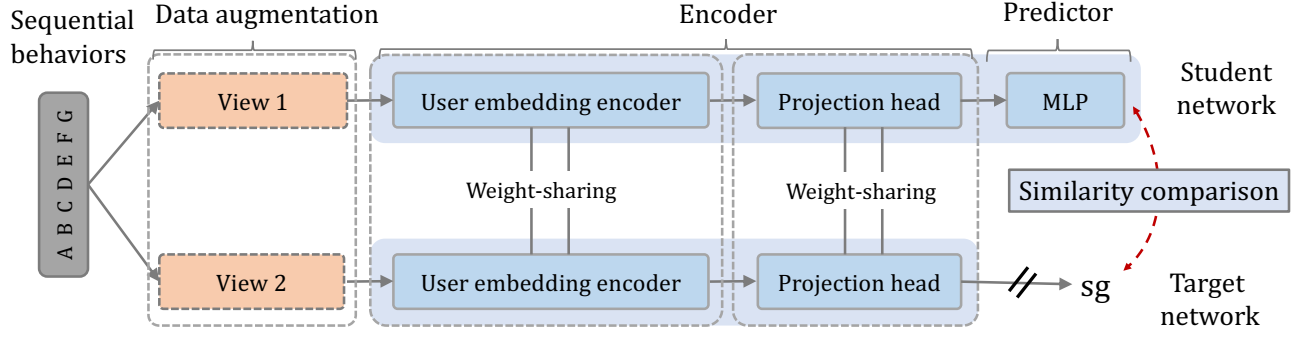 Sequential
behaviors
Data augmentation
Encoder
Predictor
A B C D E F G
View 1
User embedding encoder
Projection head
MLP
Student
network
Weight-sharing
Weight-sharing
Similarity comparison
View 2
User embedding encoder
Projection head
sg
Target
network